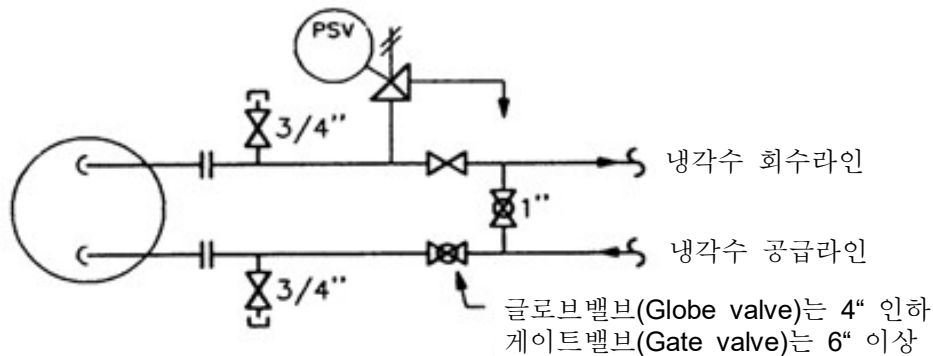 PSV
3/4"
냉각수 회수라인
1"
냉각수 공급라인
3/4"
글로브밸브(Globe valve)는 4“ 인하
게이트밸브(Gate valve)는 6“ 이상